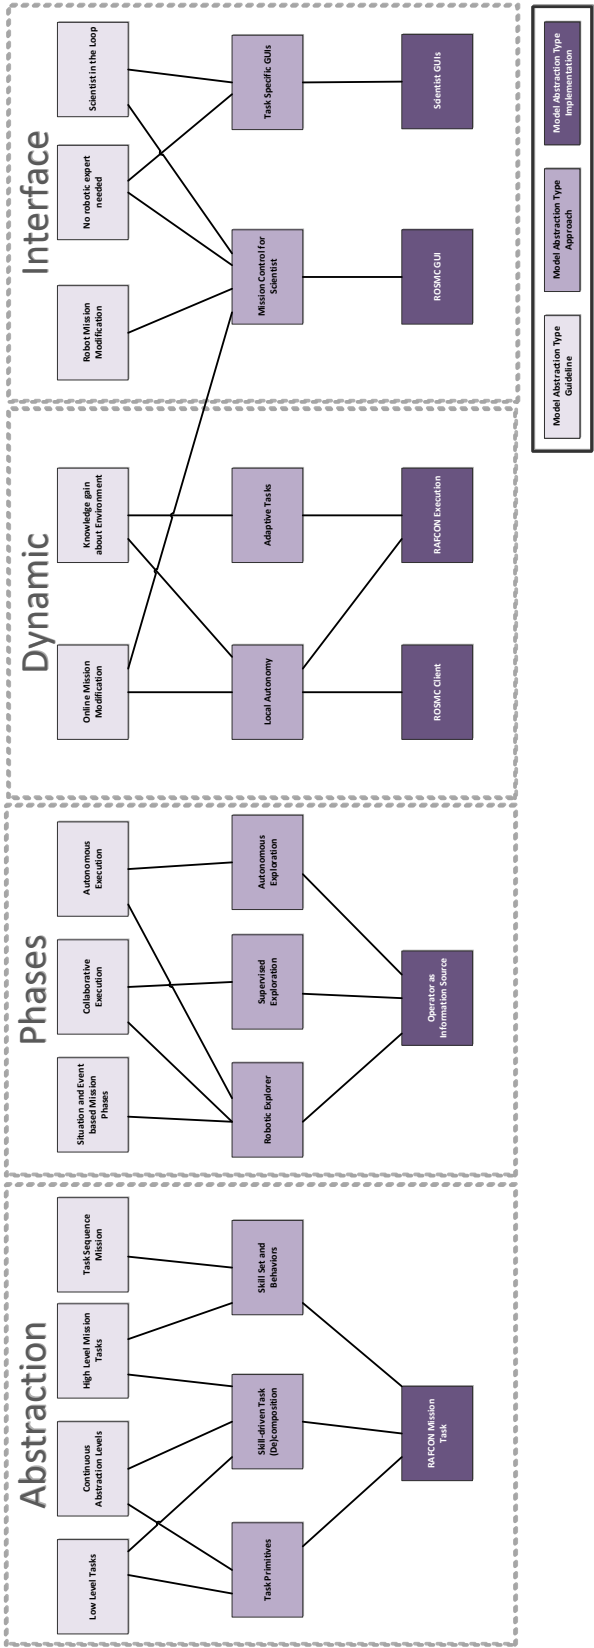 Abstraction
Low Level Tasks
Continuous
Abstraction Levels
High Level Mission
Tasks
Task Sequence
Mission
Task Primitives
Skill-driven Task
(De)composition
Skill Set and
Behaviors
RAFCON Mission
Task
Phases
Situation and Event
based Mission
Phases
Collaborative
Execution
Autonomous
Execution
Robotic Explorer
Supervised
Exploration
Autonomous
Exploration
Operator as
Information Source
Dynamic
Online Mission
Modification
Knowledge gain
about Environment
Local Autonomy
Adaptive Tasks
ROSMC Client
RAFCON Execution
Interface
Robot Mission
Modification
No robotic expert
needed
Scientist in the Loop
Mission Control for
Scientist
Task Specific GUIs
ROSMC GUI
Scientist GUIs
Model Abstraction Type
Guideline
Model Abstraction Type
Approach
Model Abstraction Type
Implementation